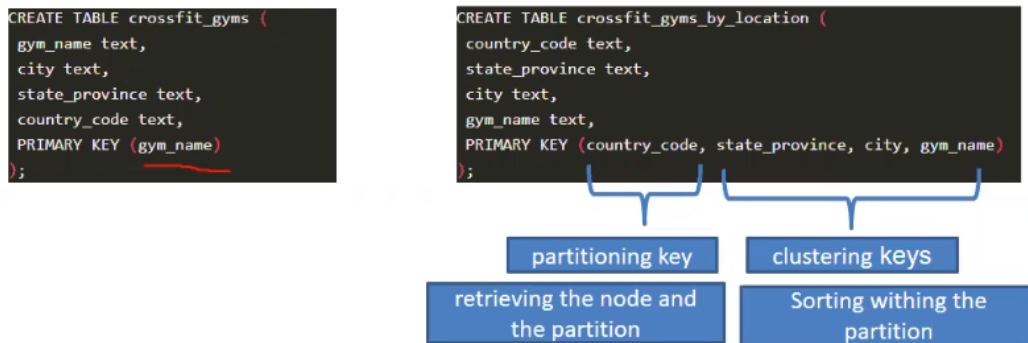 CREATE TABLE crossfit_gyms (
gym_name text,
city text,
state_province text,
country_code text,
PRIMARY KEY (gym_name)
);
CREATE TABLE crossfit_gyms_by_location (
country_code text,
state_province text,
city text,
gym_name text,
PRIMARY KEY (country_code, state_province, city, gym_name)
);
partitioning key
clustering keys
retrieving the node and
the partition
Sorting withing the
partition